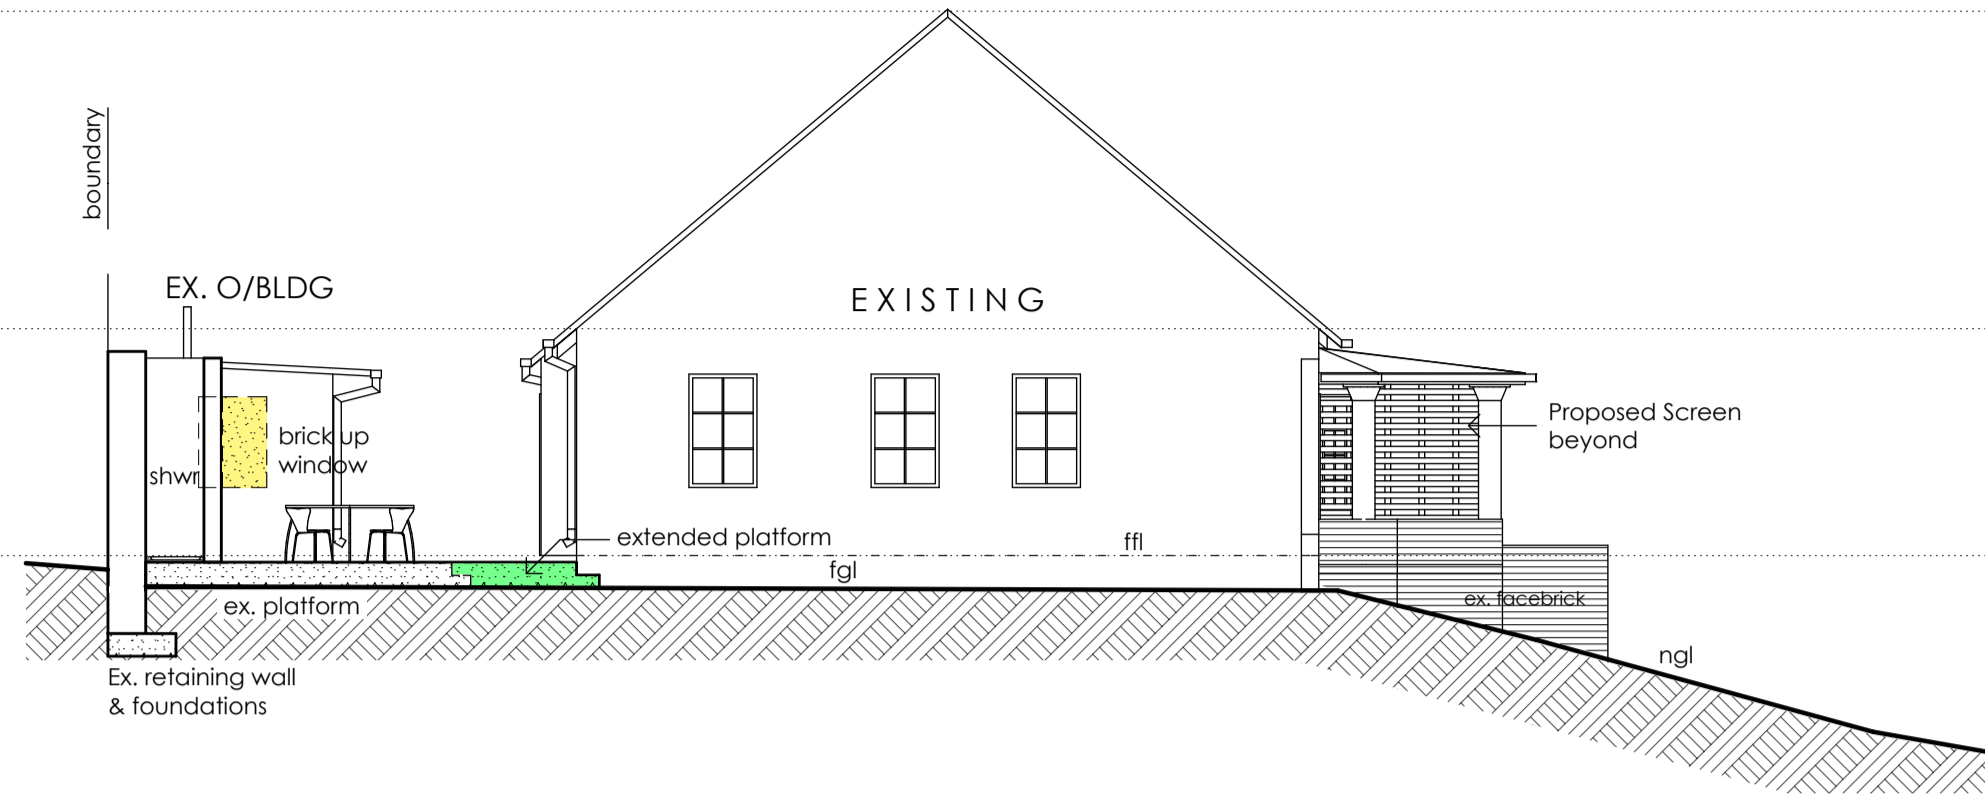 boundary
EX. O/BLDG
EXISTING
brick up
window
shwr
Proposed Screen
beyond
extended platform
ffl
fgl
ex. platform
ex. facebrick
ngl
Ex. retaining wall
& foundations